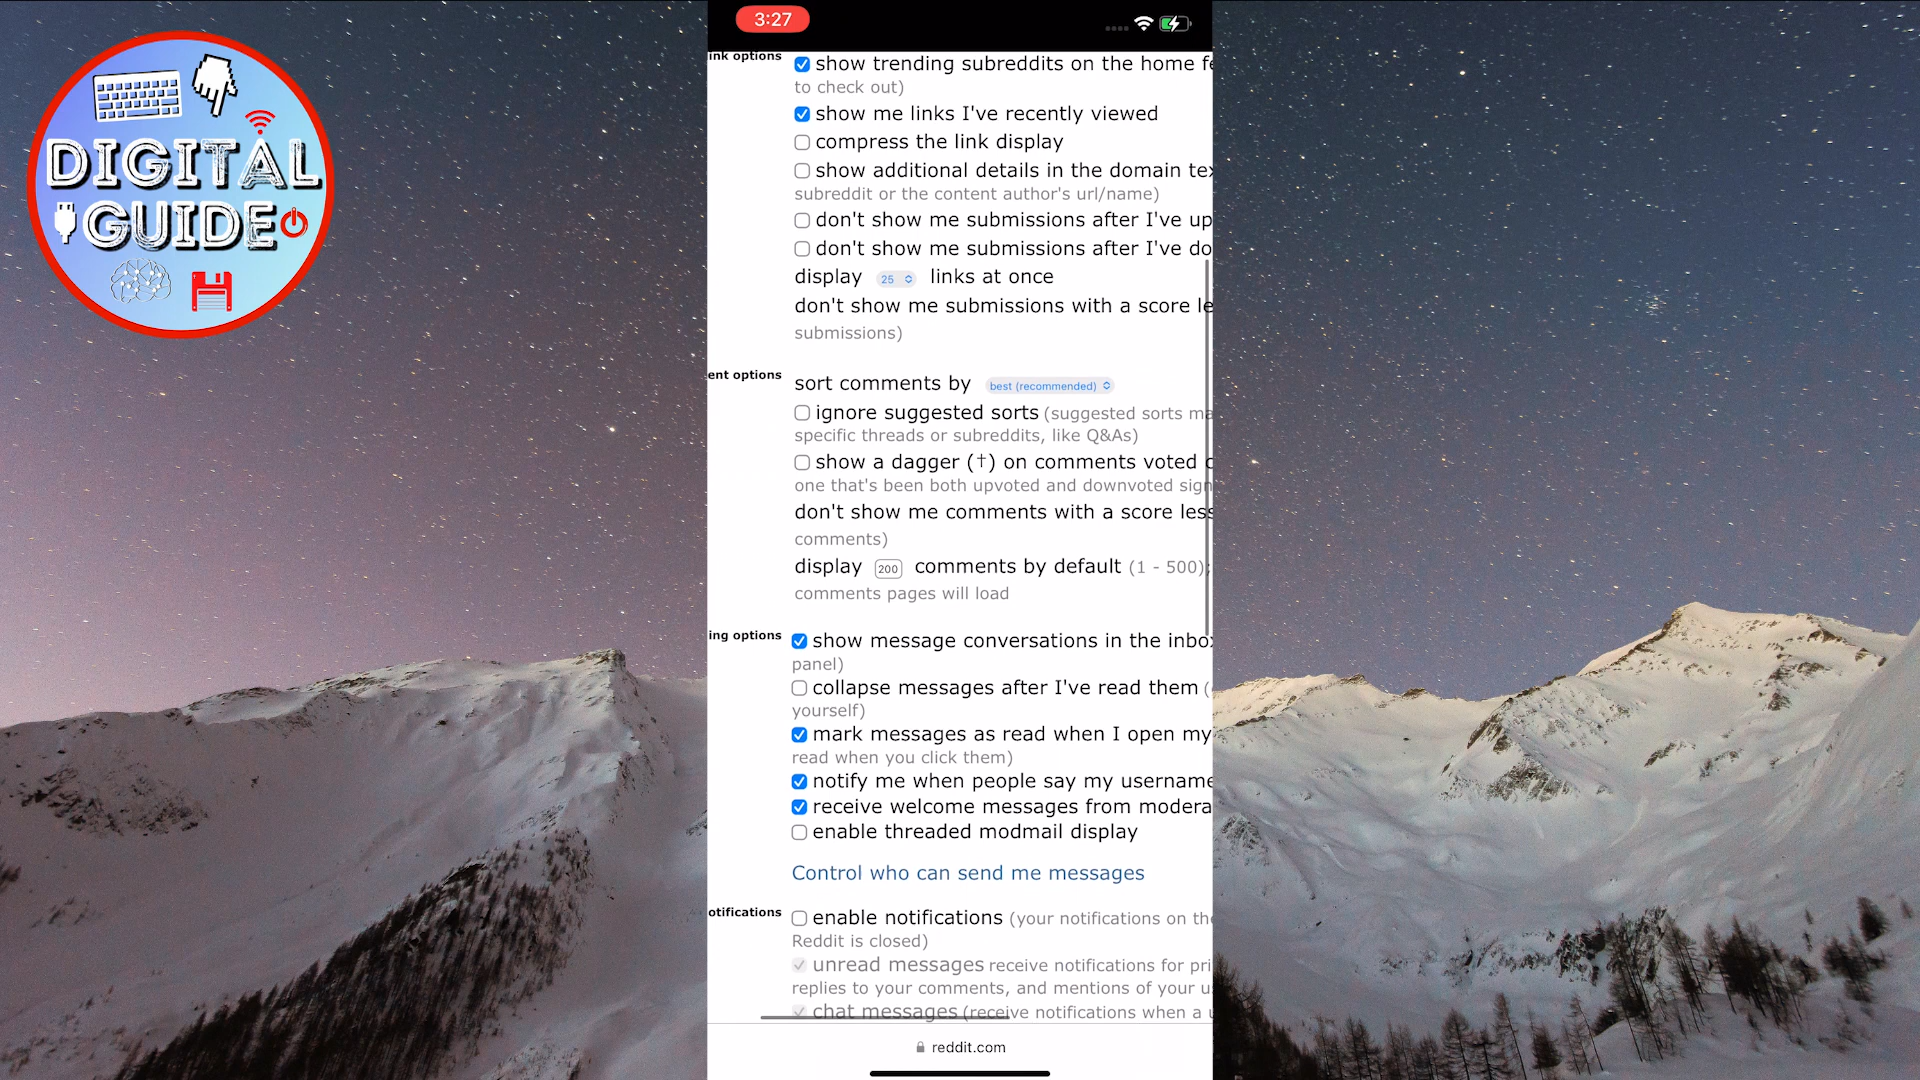 DIGITAL
GUIDE
3:27
ink options
show trending subreddits on the home fe
to check out)
show me links I've recently viewed
compress the link display
show additional details in the domain tex
subreddit or the content author's url/name)
don't show me submissions after I've up
don't show me submissions after I've do
display 25 links at once
don't show me submissions with a score le
submissions)
ent options
sort comments by best (recommended)
ignore suggested sorts (suggested sorts ma
specific threads or subreddits, like Q&As)
show a dagger (†) on comments voted c
one that's been both upvoted and downvoted sign
don't show me comments with a score less
comments)
display 200 comments by default (1 - 500);
comments pages will load
ing options
show message conversations in the inbox
panel)
collapse messages after I've read them (
yourself)
mark messages as read when I open my
read when you click them)
notify me when people say my username
receive welcome messages from modera
enable threaded modmail display
Control who can send me messages
otifications
enable notifications (your notifications on the
Reddit is closed)
unread messages receive notifications for pri
replies to your comments, and mentions of your u
chat messages (receive notifications when a u
reddit.com